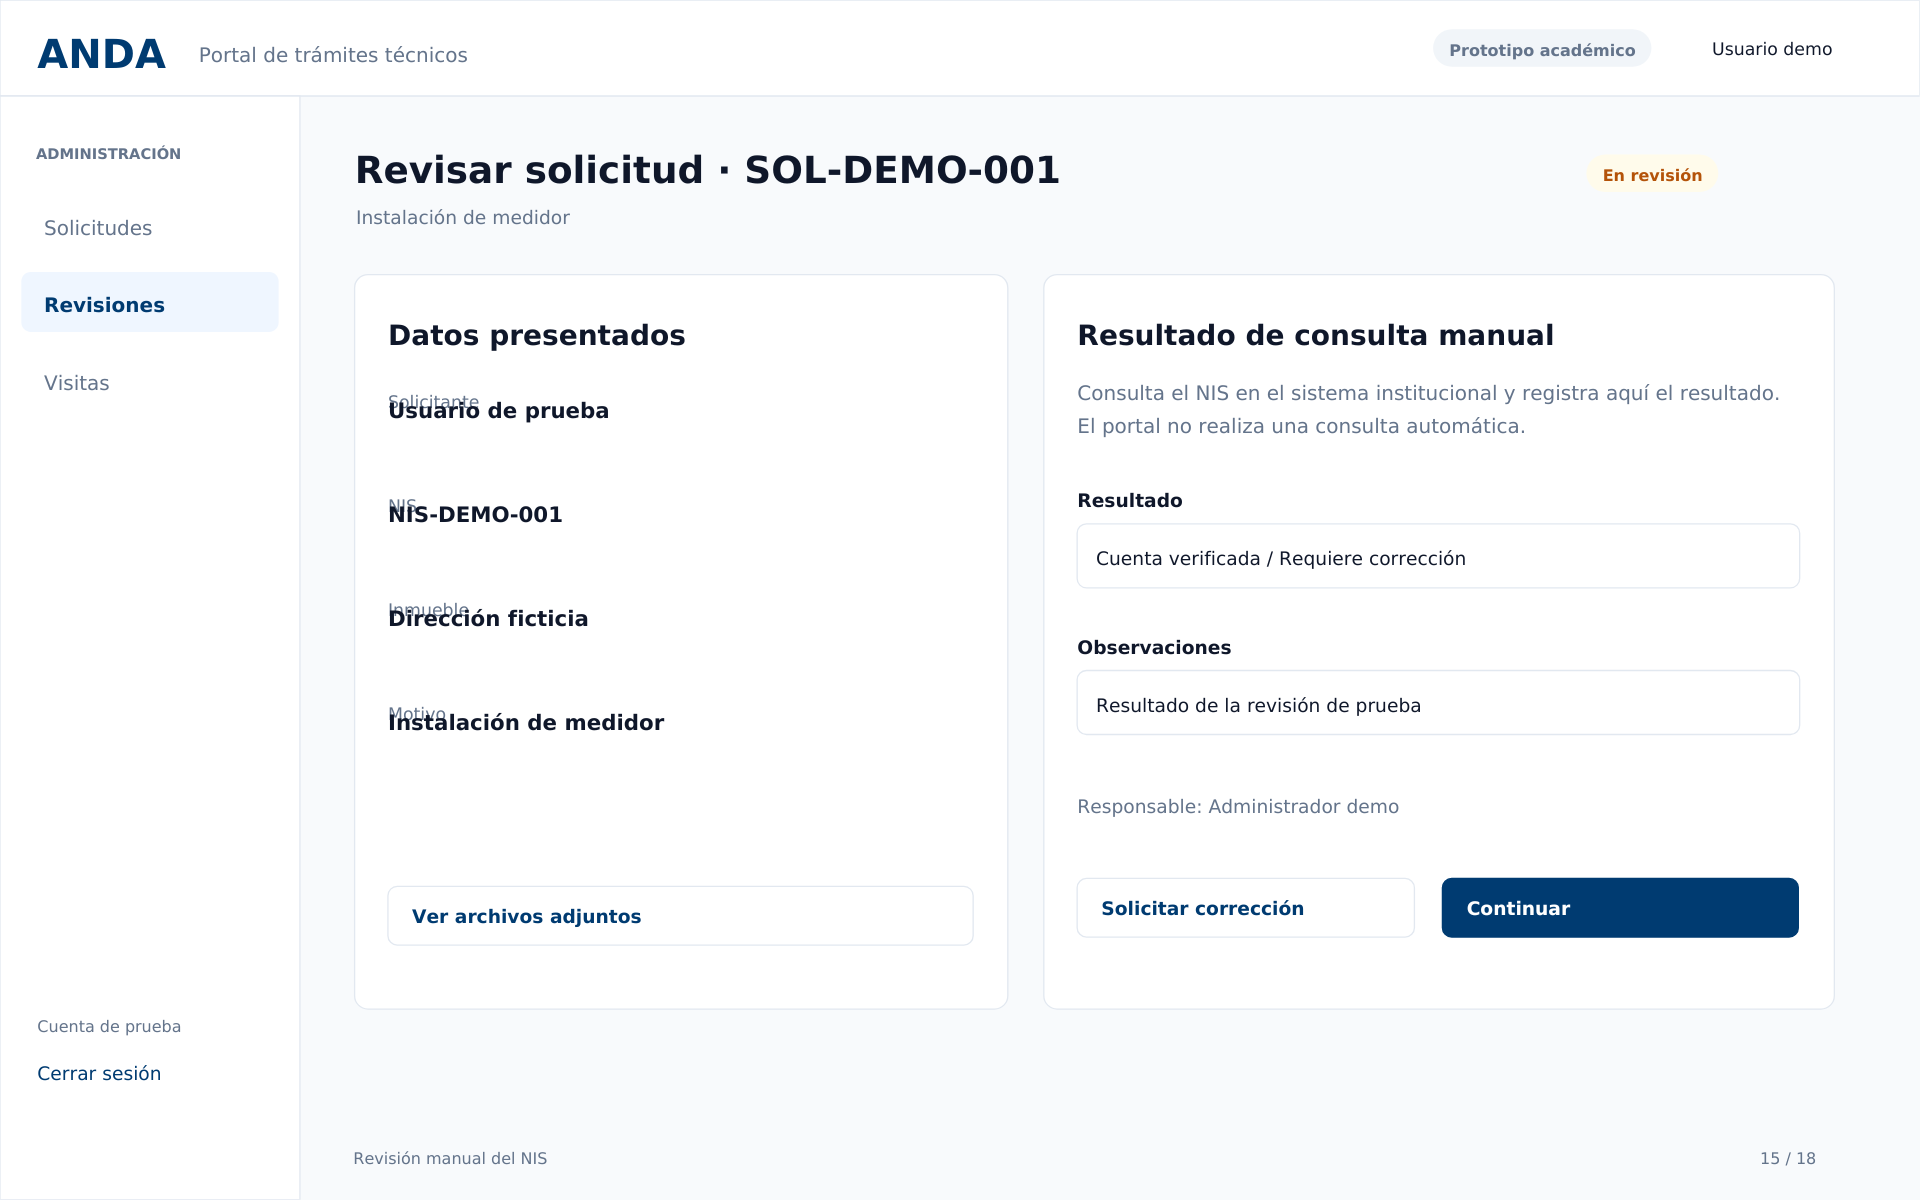 ANDA
Portal de trámites técnicos
Prototipo académico
Usuario demo
ADMINISTRACIÓN
Solicitudes
Revisiones
Visitas
Cuenta de prueba
Cerrar sesión
Revisar solicitud · SOL-DEMO-001
En revisión
Instalación de medidor
Datos presentados
Solicitante
Usuario de prueba
NIS
NIS-DEMO-001
Inmueble
Dirección ficticia
Motivo
Instalación de medidor
Ver archivos adjuntos
Resultado de consulta manual
Consulta el NIS en el sistema institucional y registra aquí el resultado.
El portal no realiza una consulta automática.
Resultado
Cuenta verificada / Requiere corrección
Observaciones
Resultado de la revisión de prueba
Responsable: Administrador demo
Solicitar corrección
Continuar
Revisión manual del NIS
15 / 18